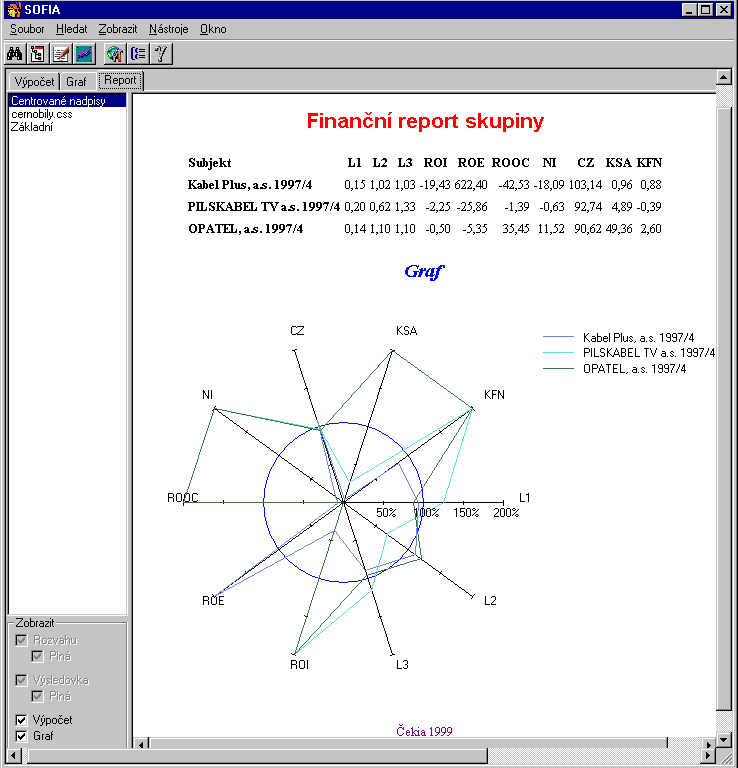 SOFIA
Soubor Hledat Zobrazit Nástroje Okno
Výpočet Graf Report
Centrované nadpisy
cernobily.css
Základní
Finanční report skupiny
Subjekt L1 L2 L3 ROI ROE ROOC NI CZ KSA KFN
Kabel Plus, a.s. 1997/4 0,15 1,02 1,03 -19,43 622,40 -42,53 -18,09 103,14 0,96 0,88
PILSKABEL TV a.s. 1997/4 0,20 0,62 1,33 -2,25 -25,86 -1,39 -0,63 92,74 4,89 -0,39
OPATEL, a.s. 1997/4 0,14 1,10 1,10 -0,50 -5,35 35,45 11,52 90,62 49,36 2,60
Graf
CZ KSA
Kabel Plus, a.s. 1997/4
PILSKABEL TV a.s. 1997/4
OPATEL, a.s. 1997/4
NI KFN
ROOC L1
50% 100% 150% 200%
ROE L2
ROI L3
Zobrazit
Rozvahu
Plná
Výsledovka
Plná
Výpočet
Graf
Čekia 1999